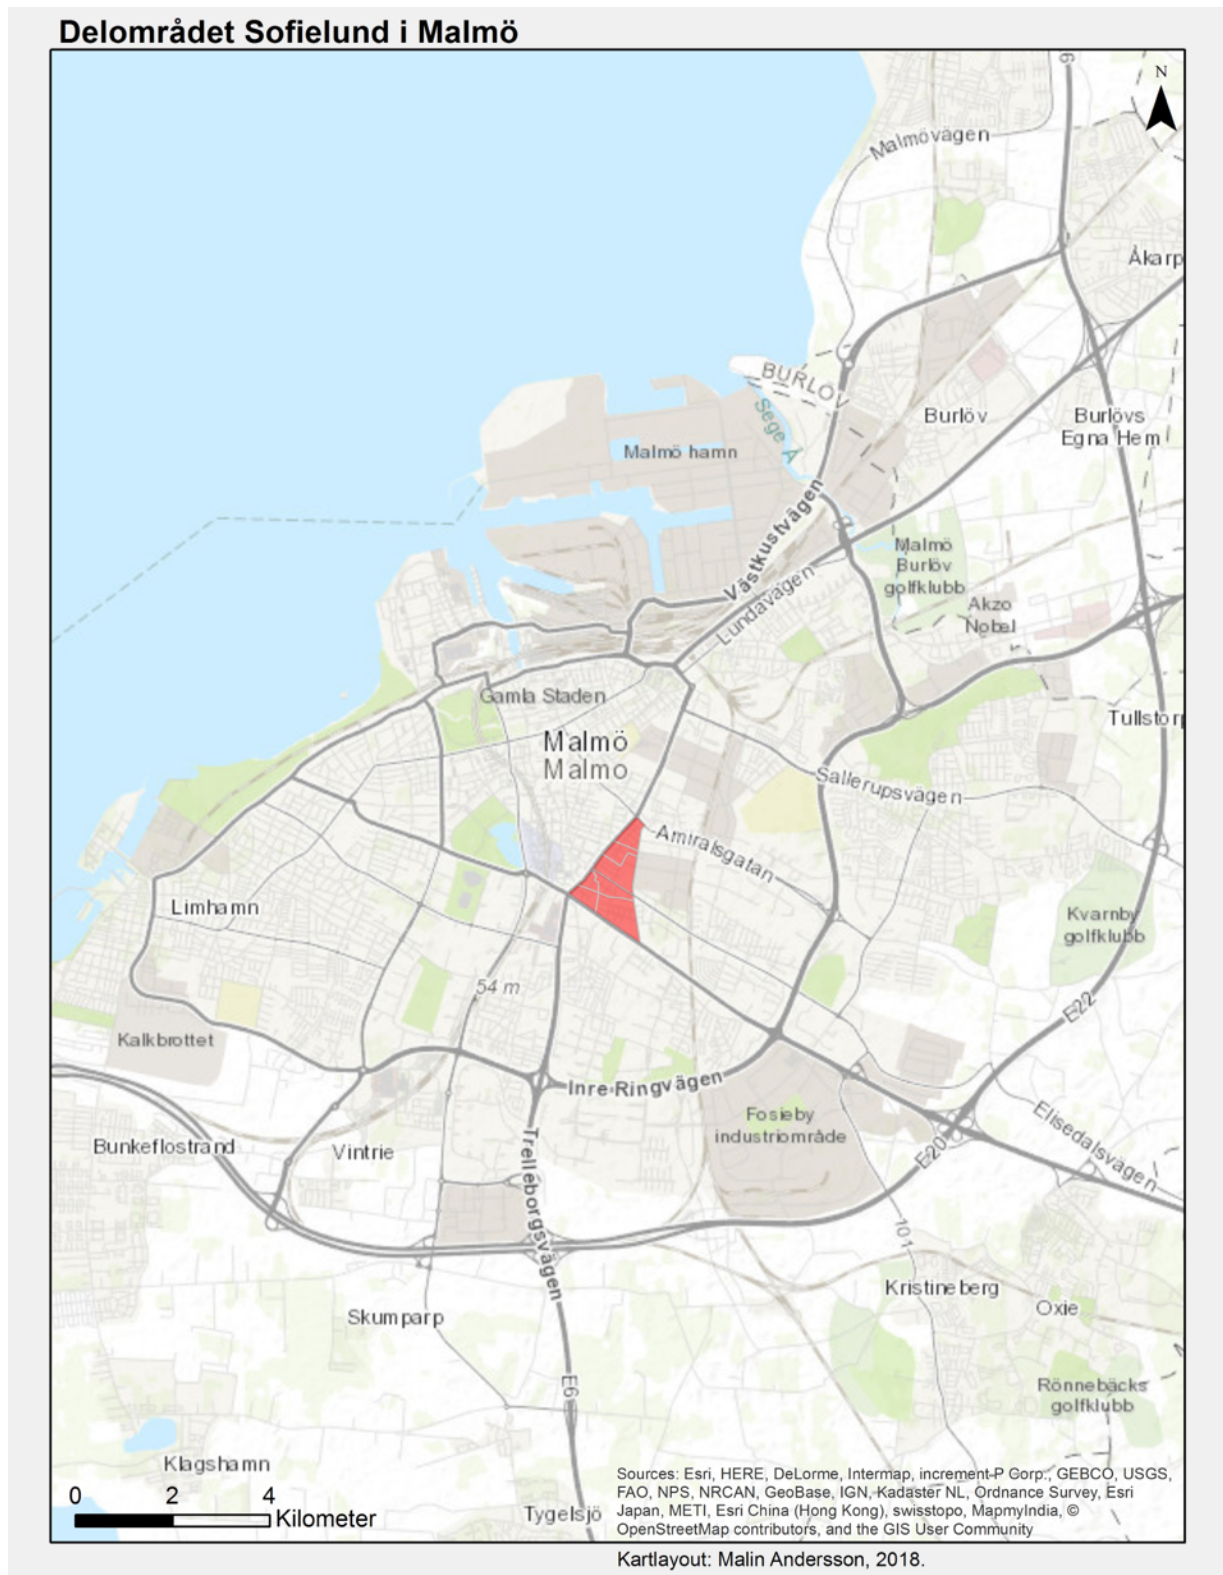 Delområdet Sofielund i Malmö
N
6
Malmövägen
Åkarp
BURLÖV
Burlöv
Burlövs
Egna Hem
Sege Å
Malmö hamn
Västkustvägen
Lundavägen
Malmö
Burlöv
golfklubb
Akzo
Nobel
Gamla Staden
Tullstorp
Malmö
Malmo
Sallerupsvägen
Amiralsgatan
Limhamn
Kvarnby
golfklubb
54 m
E22
Kalkbrottet
Inre Ringvägen
Fosieby
industriområde
Elisedalsvägen
Bunkeflostrand
Vintrie
E20
Trelleborgsvägen
101
Kristineberg
Oxie
Skumparp
E6
Rönnebäcks
golfklubb
Klagshamn
Tygelsjö
0 2 4
Kilometer
Sources: Esri, HERE, DeLorme, Intermap, increment P Corp., GEBCO, USGS,
FAO, NPS, NRCAN, GeoBase, IGN, Kadaster NL, Ordnance Survey, Esri
Japan, METI, Esri China (Hong Kong), swisstopo, MapmyIndia, ©
OpenStreetMap contributors, and the GIS User Community
Kartlayout: Malin Andersson, 2018.